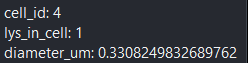 cell_id: 4
lys_in_cell: 1
diameter_um: 0.3308249832689762